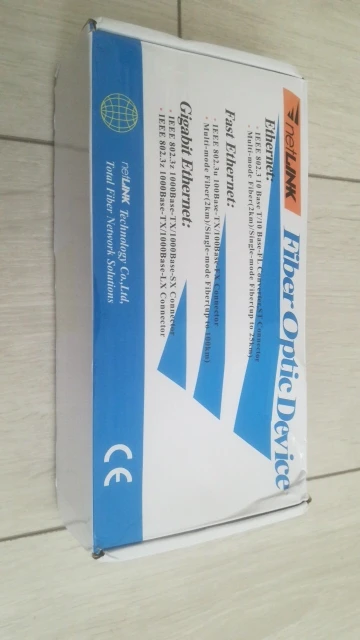 netLINK
Fiber Optic Device
Ethernet:
· IEEE 802.3 10 Base T/10 Base-FL Converter/ST Connector
· Multi-mode Fiber(2km)/Single-mode Fiber(up to 25km)
Fast Ethernet:
· IEEE 802.3u 100Base-TX/100Base-FX Connector
· Multi-mode Fiber(2km)/Single-mode Fiber(up to 100km)
Gigabit Ethernet:
· IEEE 802.3z 1000Base-TX/1000Base-SX Connector
· IEEE 802.3z 1000Base-TX/1000Base-LX Connector
netLINK Technology Co.,Ltd,
Total Fiber Network Solutions
CE